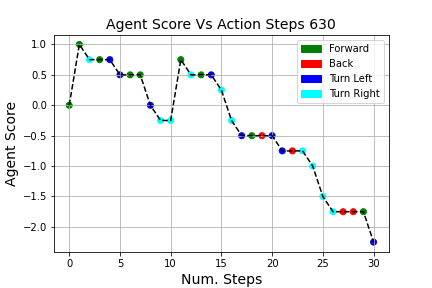 Agent Score Vs Action Steps 630
1.0
0.5
0.0
−0.5
−1.0
−1.5
−2.0
Agent Score
Forward
Back
Turn Left
Turn Right
0 5 10 15 20 25 30
Num. Steps